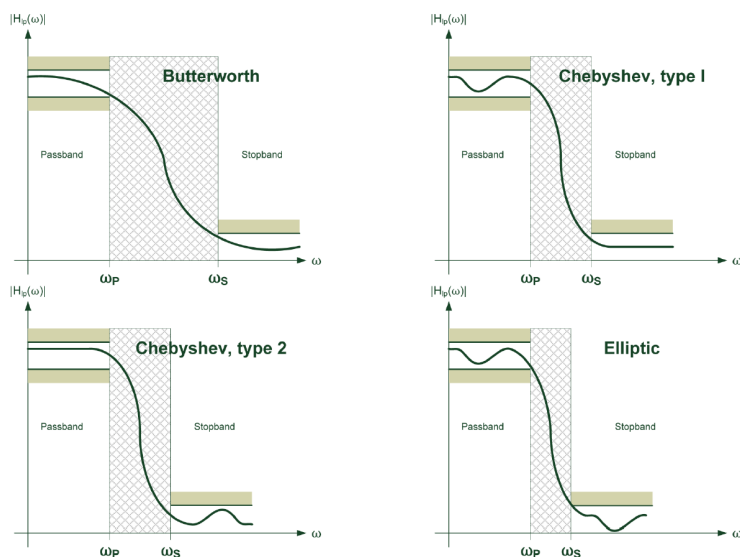 |Hlp(ω)|
Butterworth
Passband
Stopband
ωP
ωS
ω
|Hlp(ω)|
Chebyshev, type I
Passband
Stopband
ωP
ωS
ω
|Hlp(ω)|
Chebyshev, type 2
Passband
Stopband
ωP
ωS
ω
|Hlp(ω)|
Elliptic
Passband
Stopband
ωP
ωS
ω